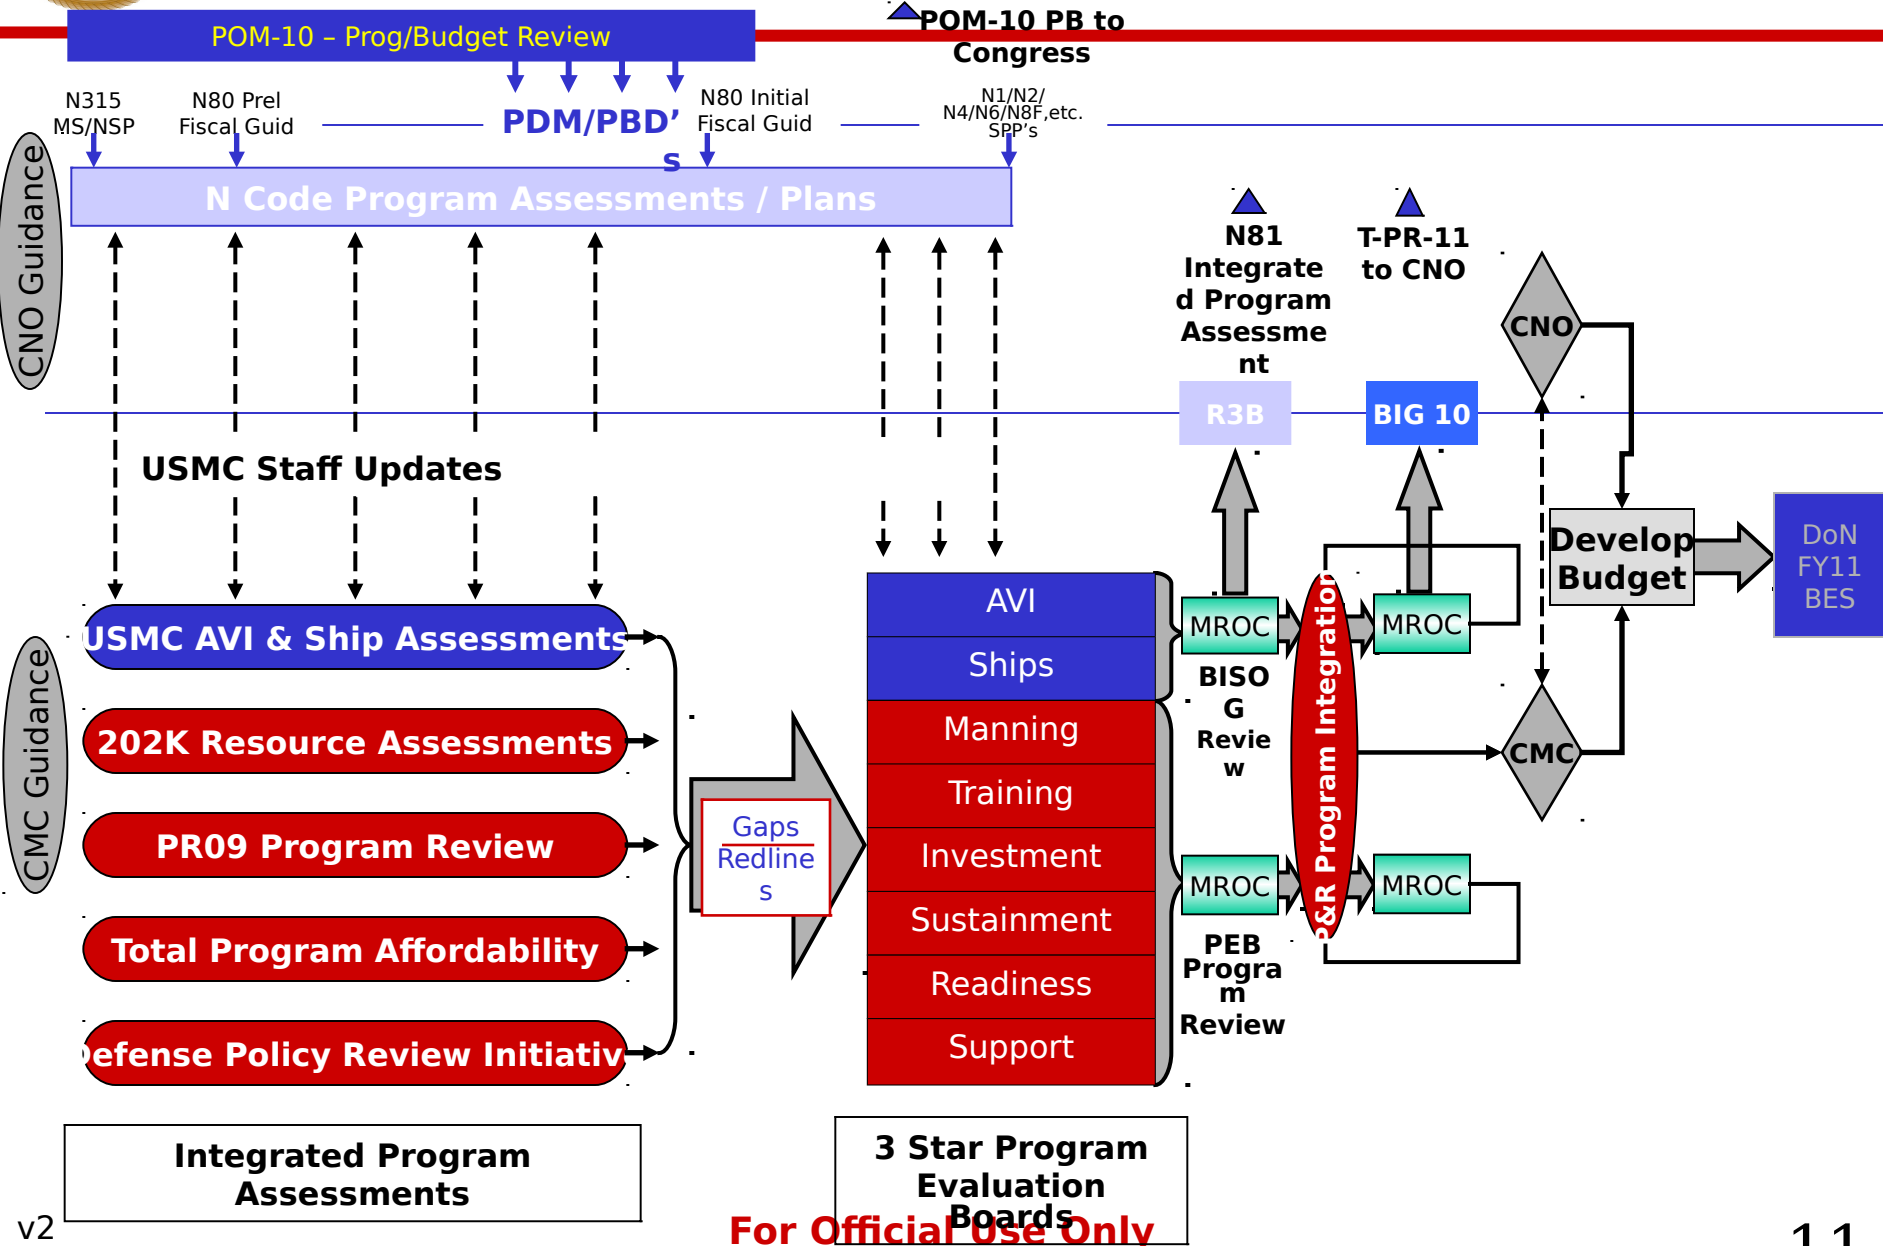 POM-10 – Prog/Budget Review
POM-10 PB to
Congress
N315
MS/NSP
N80 Prel
Fiscal Guid
PDM/PBD’
s
N80 Initial
Fiscal Guid
N1/N2/
N4/N6/N8F,etc.
SPP’s
CNO Guidance
N Code Program Assessments / Plans
N81
Integrate
d Program
Assessme
nt
T-PR-11
to CNO
CNO
R3B
BIG 10
USMC Staff Updates
Develop
Budget
DoN
FY11
BES
CMC Guidance
USMC AVI & Ship Assessments
202K Resource Assessments
PR09 Program Review
Total Program Affordability
Defense Policy Review Initiativ
Gaps
Redline
s
AVI
Ships
Manning
Training
Investment
Sustainment
Readiness
Support
MROC
BISO
G
Revie
w
P&R Program Integration
MROC
CMC
MROC
MROC
PEB
Progra
m
Review
Integrated Program
Assessments
3 Star Program
Evaluation
Boards
v2
For Official Use Only
11